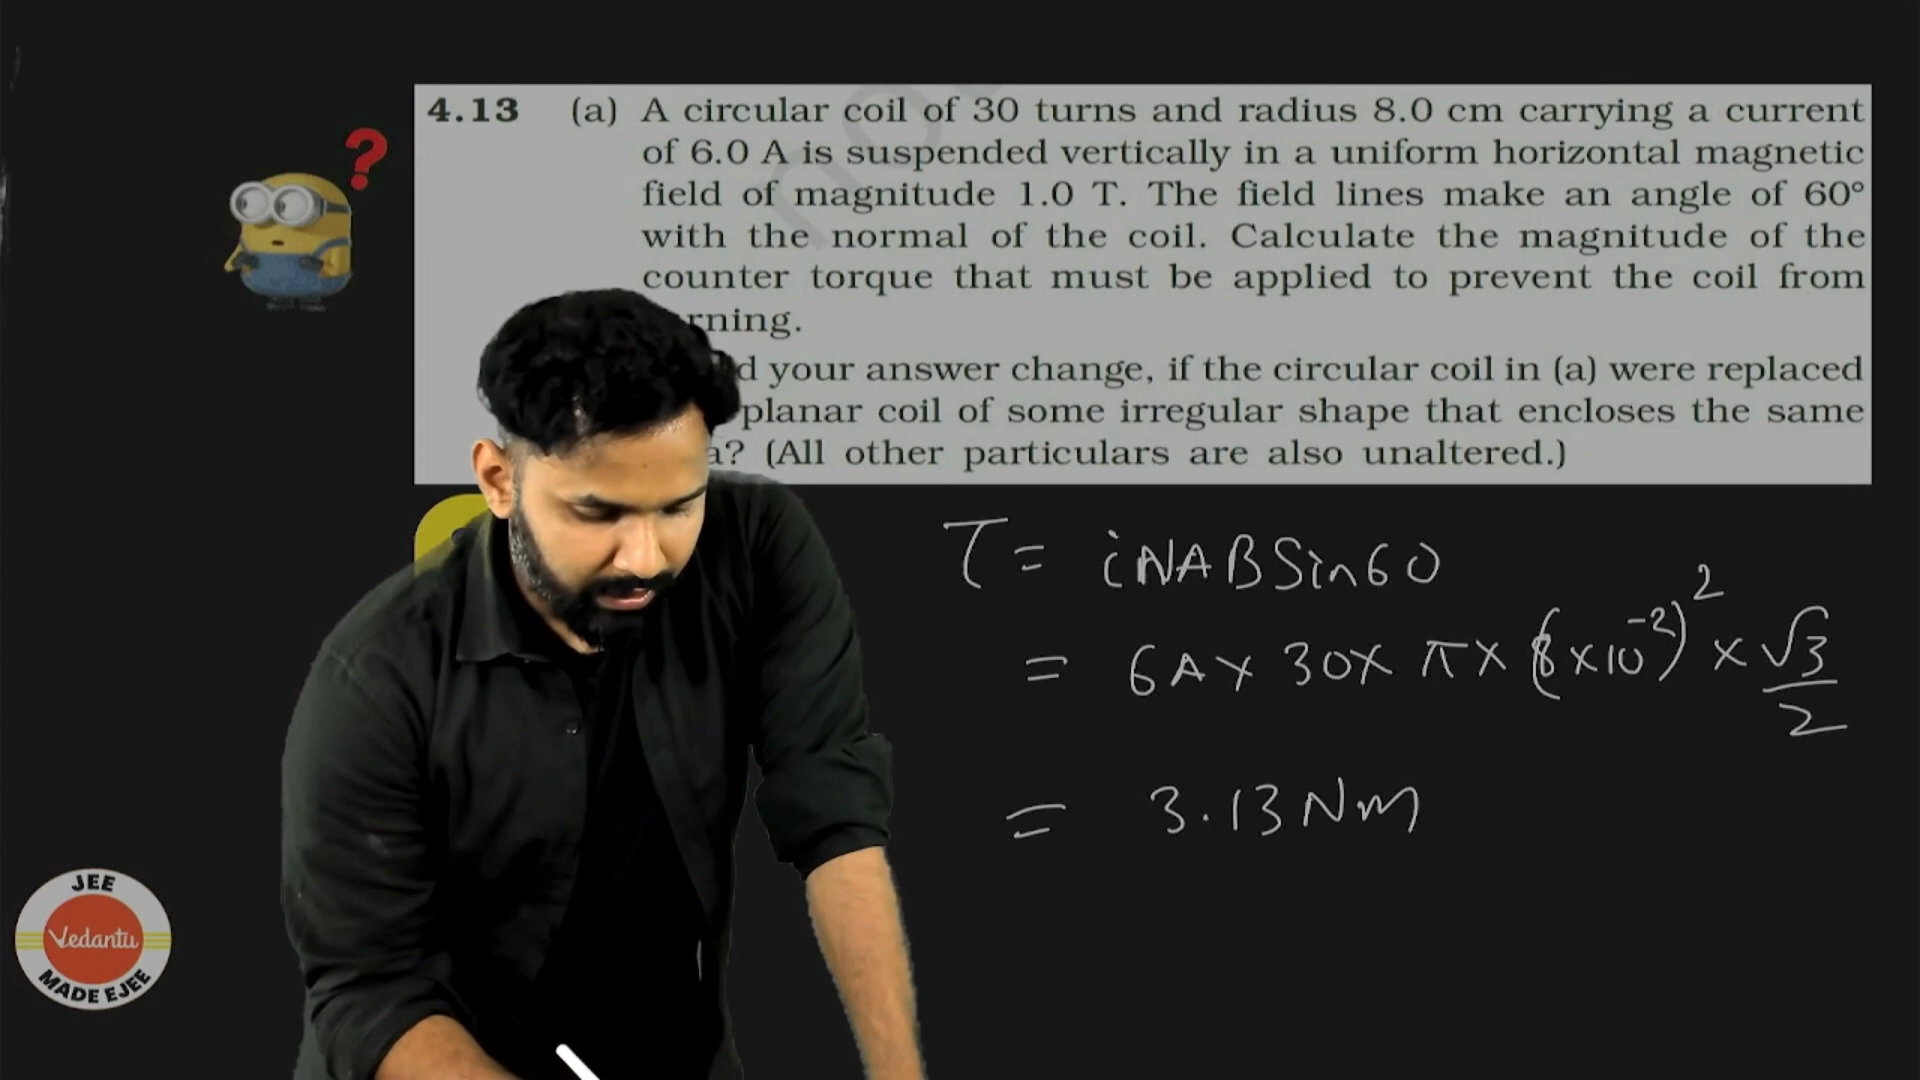 ?
4.13 (a) A circular coil of 30 turns and radius 8.0 cm carrying a current
of 6.0 A is suspended vertically in a uniform horizontal magnetic
field of magnitude 1.0 T. The field lines make an angle of 60°
with the normal of the coil. Calculate the magnitude of the
counter torque that must be applied to prevent the coil from
rning.
d your answer change, if the circular coil in (a) were replaced
planar coil of some irregular shape that encloses the same
a? (All other particulars are also unaltered.)
τ = iNABSin60
= 6A × 30 × π × (8×10⁻²)² × √3/2
= 3.13 Nm
JEE
Vedantu
MADE EJEE